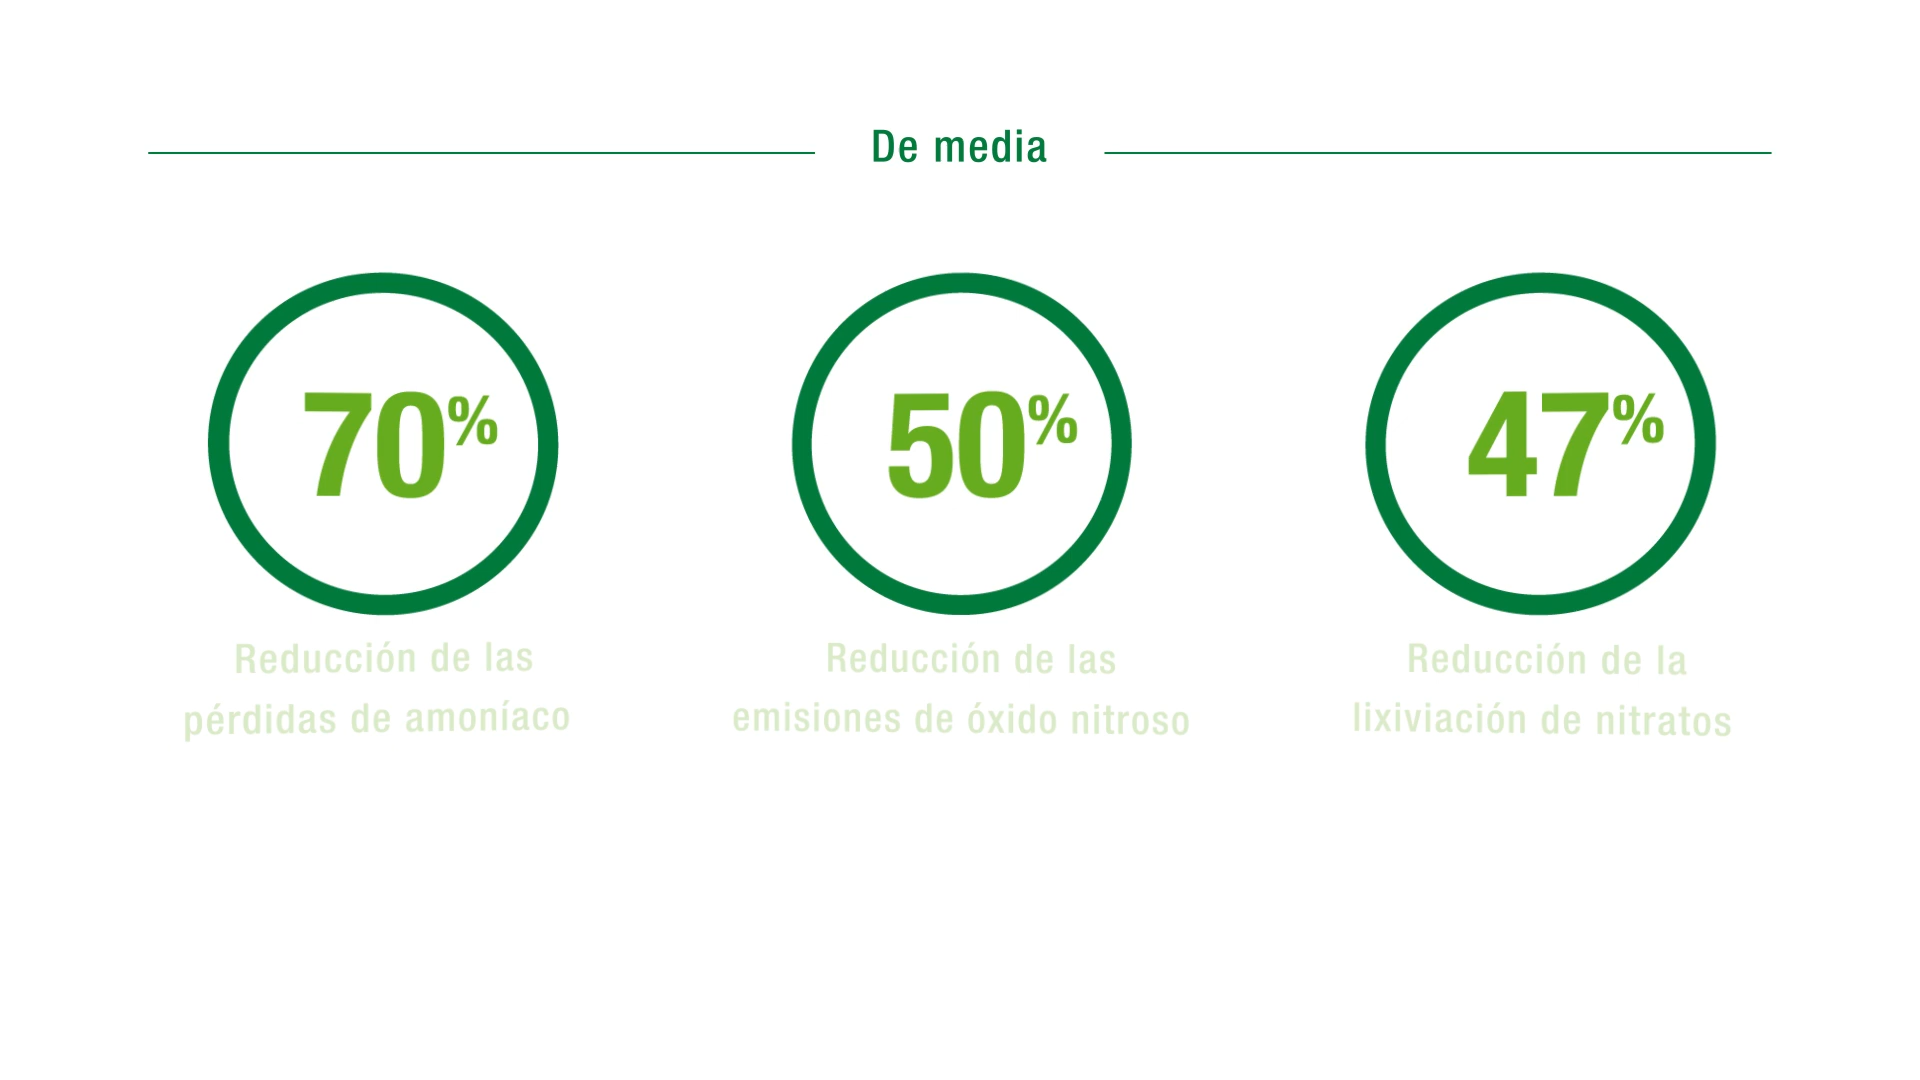 De media
70%
50%
47%
Reducción de las
pérdidas de amoníaco
Reducción de las
emisiones de óxido nitroso
Reducción de la
lixiviación de nitratos